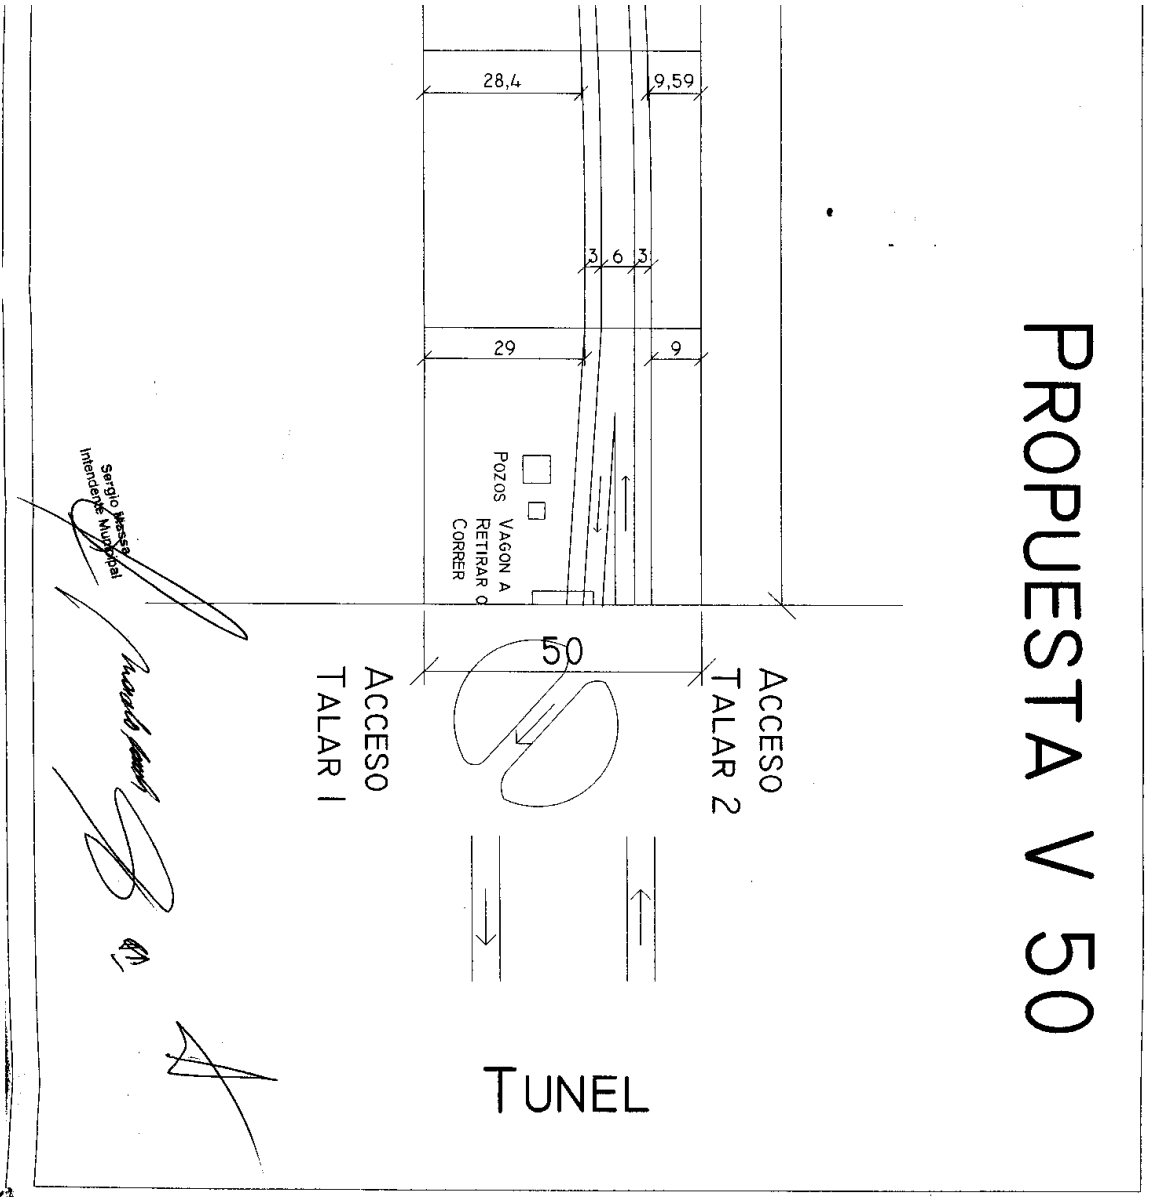 PROPUESTA V 50
28,4
9,59
3
6
3
29
9
POZOS
VAGON A
RETIRAR O
CORRER
50
ACCESO
TALAR 2
ACCESO
TALAR 1
TUNEL
Sergio Massa
Intendente Municipal